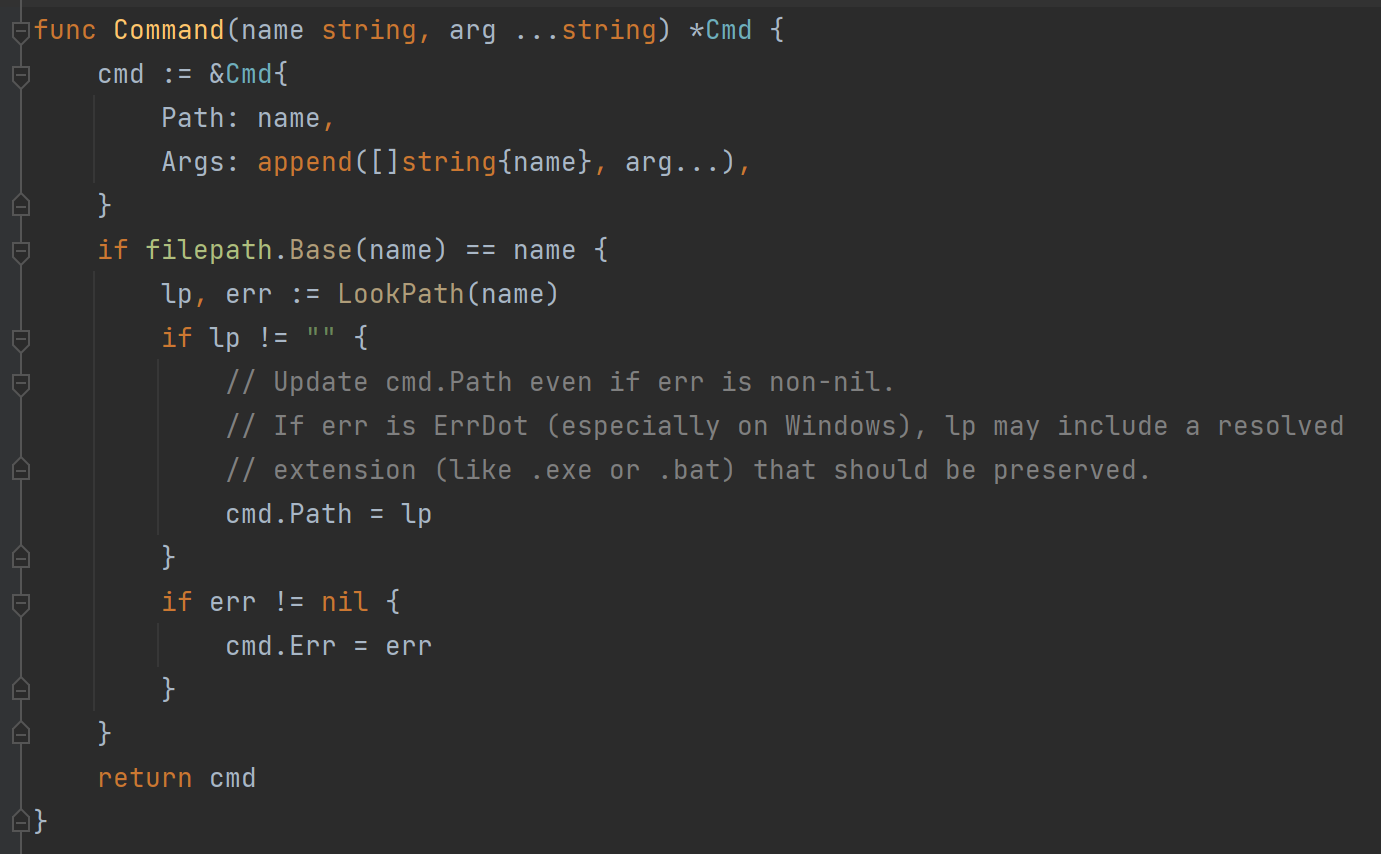 func Command(name string, arg ...string) *Cmd {
    cmd := &Cmd{
        Path: name,
        Args: append([]string{name}, arg...),
    }
    if filepath.Base(name) == name {
        lp, err := LookPath(name)
        if lp != "" {
            // Update cmd.Path even if err is non-nil.
            // If err is ErrDot (especially on Windows), lp may include a resolved
            // extension (like .exe or .bat) that should be preserved.
            cmd.Path = lp
        }
        if err != nil {
            cmd.Err = err
        }
    }
    return cmd
}